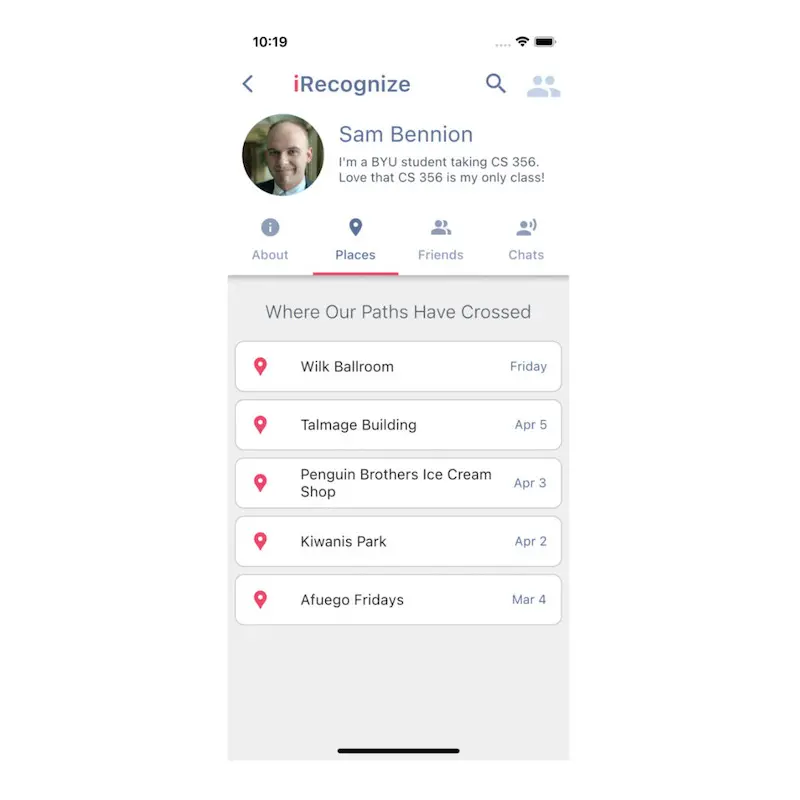 10:19
iRecognize
Sam Bennion
I'm a BYU student taking CS 356.
Love that CS 356 is my only class!
About Places Friends Chats
Where Our Paths Have Crossed
Wilk Ballroom Friday
Talmage Building Apr 5
Penguin Brothers Ice Cream
Shop Apr 3
Kiwanis Park Apr 2
Afuego Fridays Mar 4